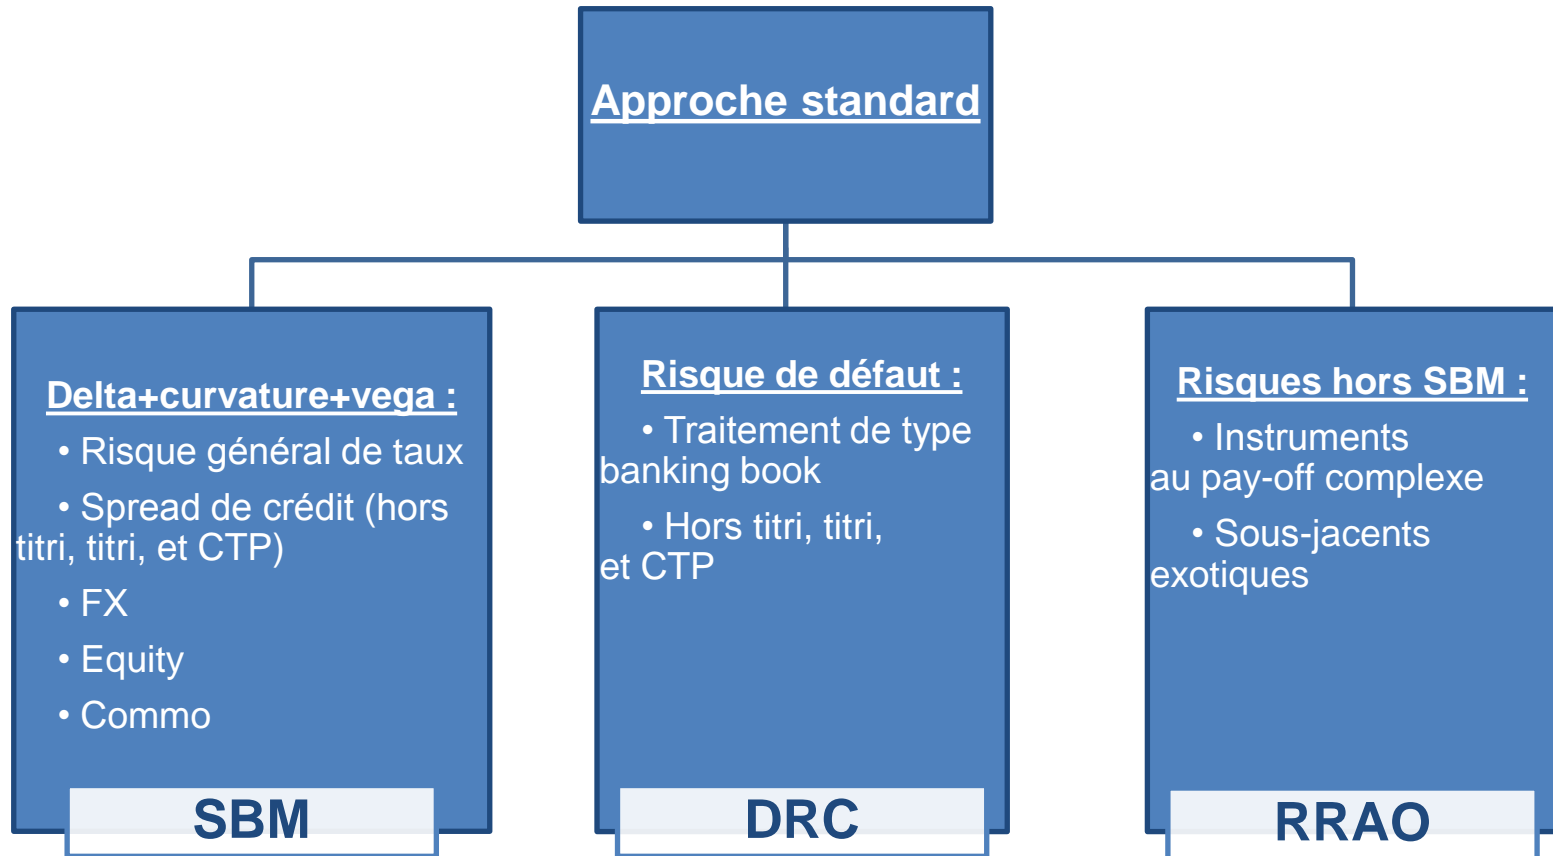 Approche standard
Delta+curvature+vega :
• Risque général de taux
• Spread de crédit (hors
titri, titri, et CTP)
• FX
• Equity
• Commo
SBM
Risque de défaut :
• Traitement de type
banking book
• Hors titri, titri,
et CTP
DRC
Risques hors SBM :
• Instruments
au pay-off complexe
• Sous-jacents
exotiques
RRAO